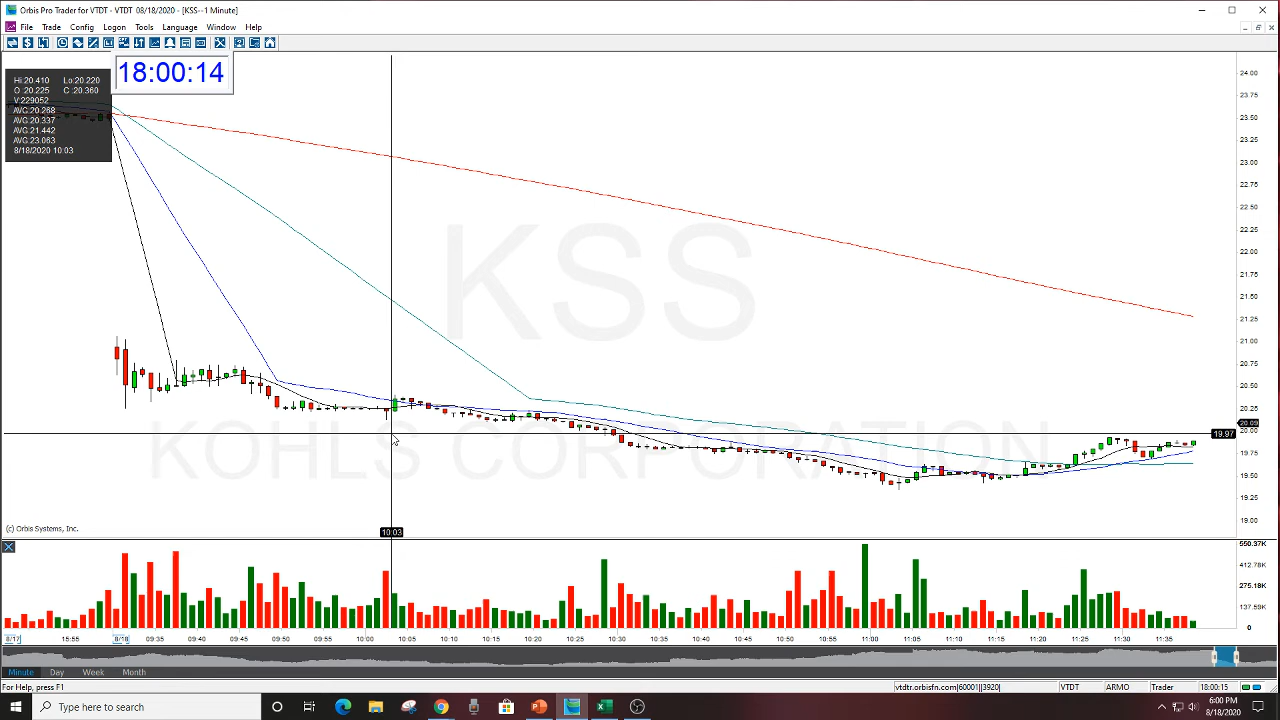 Orbis Pro Trader for VTDT - VTDT 08/18/2020 - [KSS--1 Minute]
File Trade Config Logon Tools Language Window Help
18:00:14
Hi:20.410 Lo:20.220
O :20.225 C :20.360
V:229052
AVG:20.268
AVG:20.337
AVG:21.442
AVG:23.063
8/18/2020 10:03
KSS
KOHLS CORPORATION
24.00
23.75
23.50
23.25
23.00
22.75
22.50
22.25
22.00
21.75
21.50
21.25
21.00
20.75
20.50
20.25
20.09
20.00
19.97
19.75
19.50
19.25
19.00
10:03
(c) Orbis Systems, Inc.
550.37K
412.78K
275.18K
137.59K
0
8/17 15:55 8/18 09:35 09:40 09:45 09:50 09:55 10:00 10:05 10:10 10:15 10:20 10:25 10:30 10:35 10:40 10:45 10:50 10:55 11:00 11:05 11:10 11:15 11:20 11:25 11:30 11:35
Minute Day Week Month
For Help, press F1
vtdtr.orbisfn.com|60001||3920| VTDT ARMO Trader 18:00:15
Type here to search
6:00 PM
8/18/2020